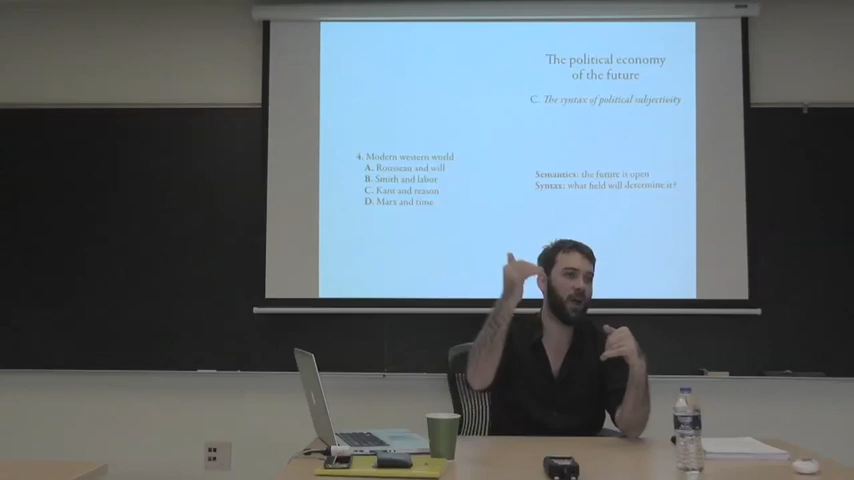 The political economy
of the future
C. The syntax of political subjectivity
4. Modern western world
A. Rousseau and will
B. Smith and labor
C. Kant and reason
D. Marx and time
Semantics: the future is open
Syntax: what field will determine it?